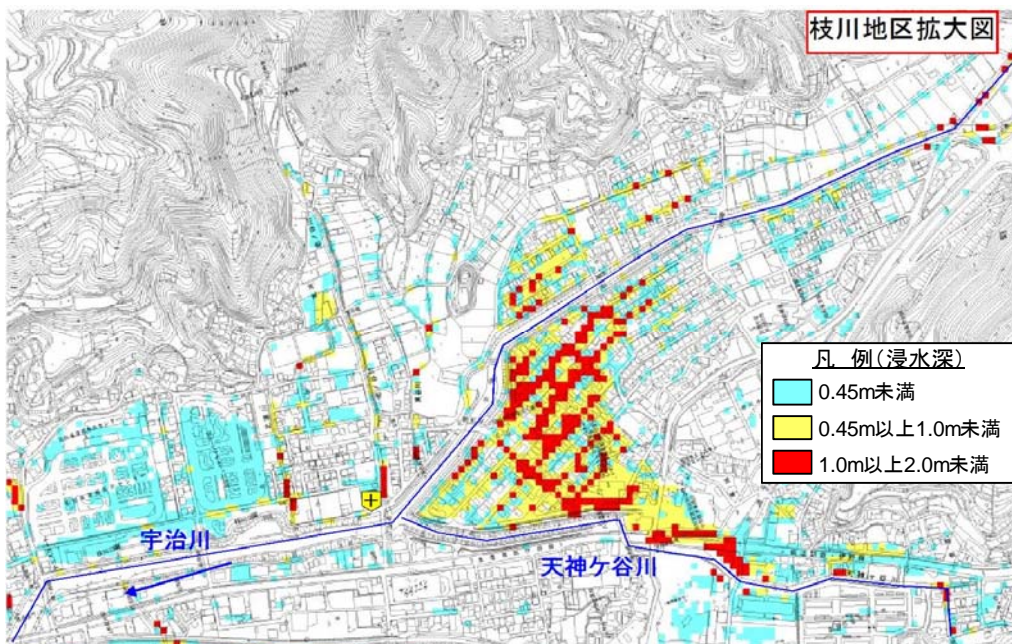 枝川地区拡大図
凡 例(浸水深)
0.45m未満
0.45m以上1.0m未満
1.0m以上2.0m未満
宇治川
天神ケ谷川